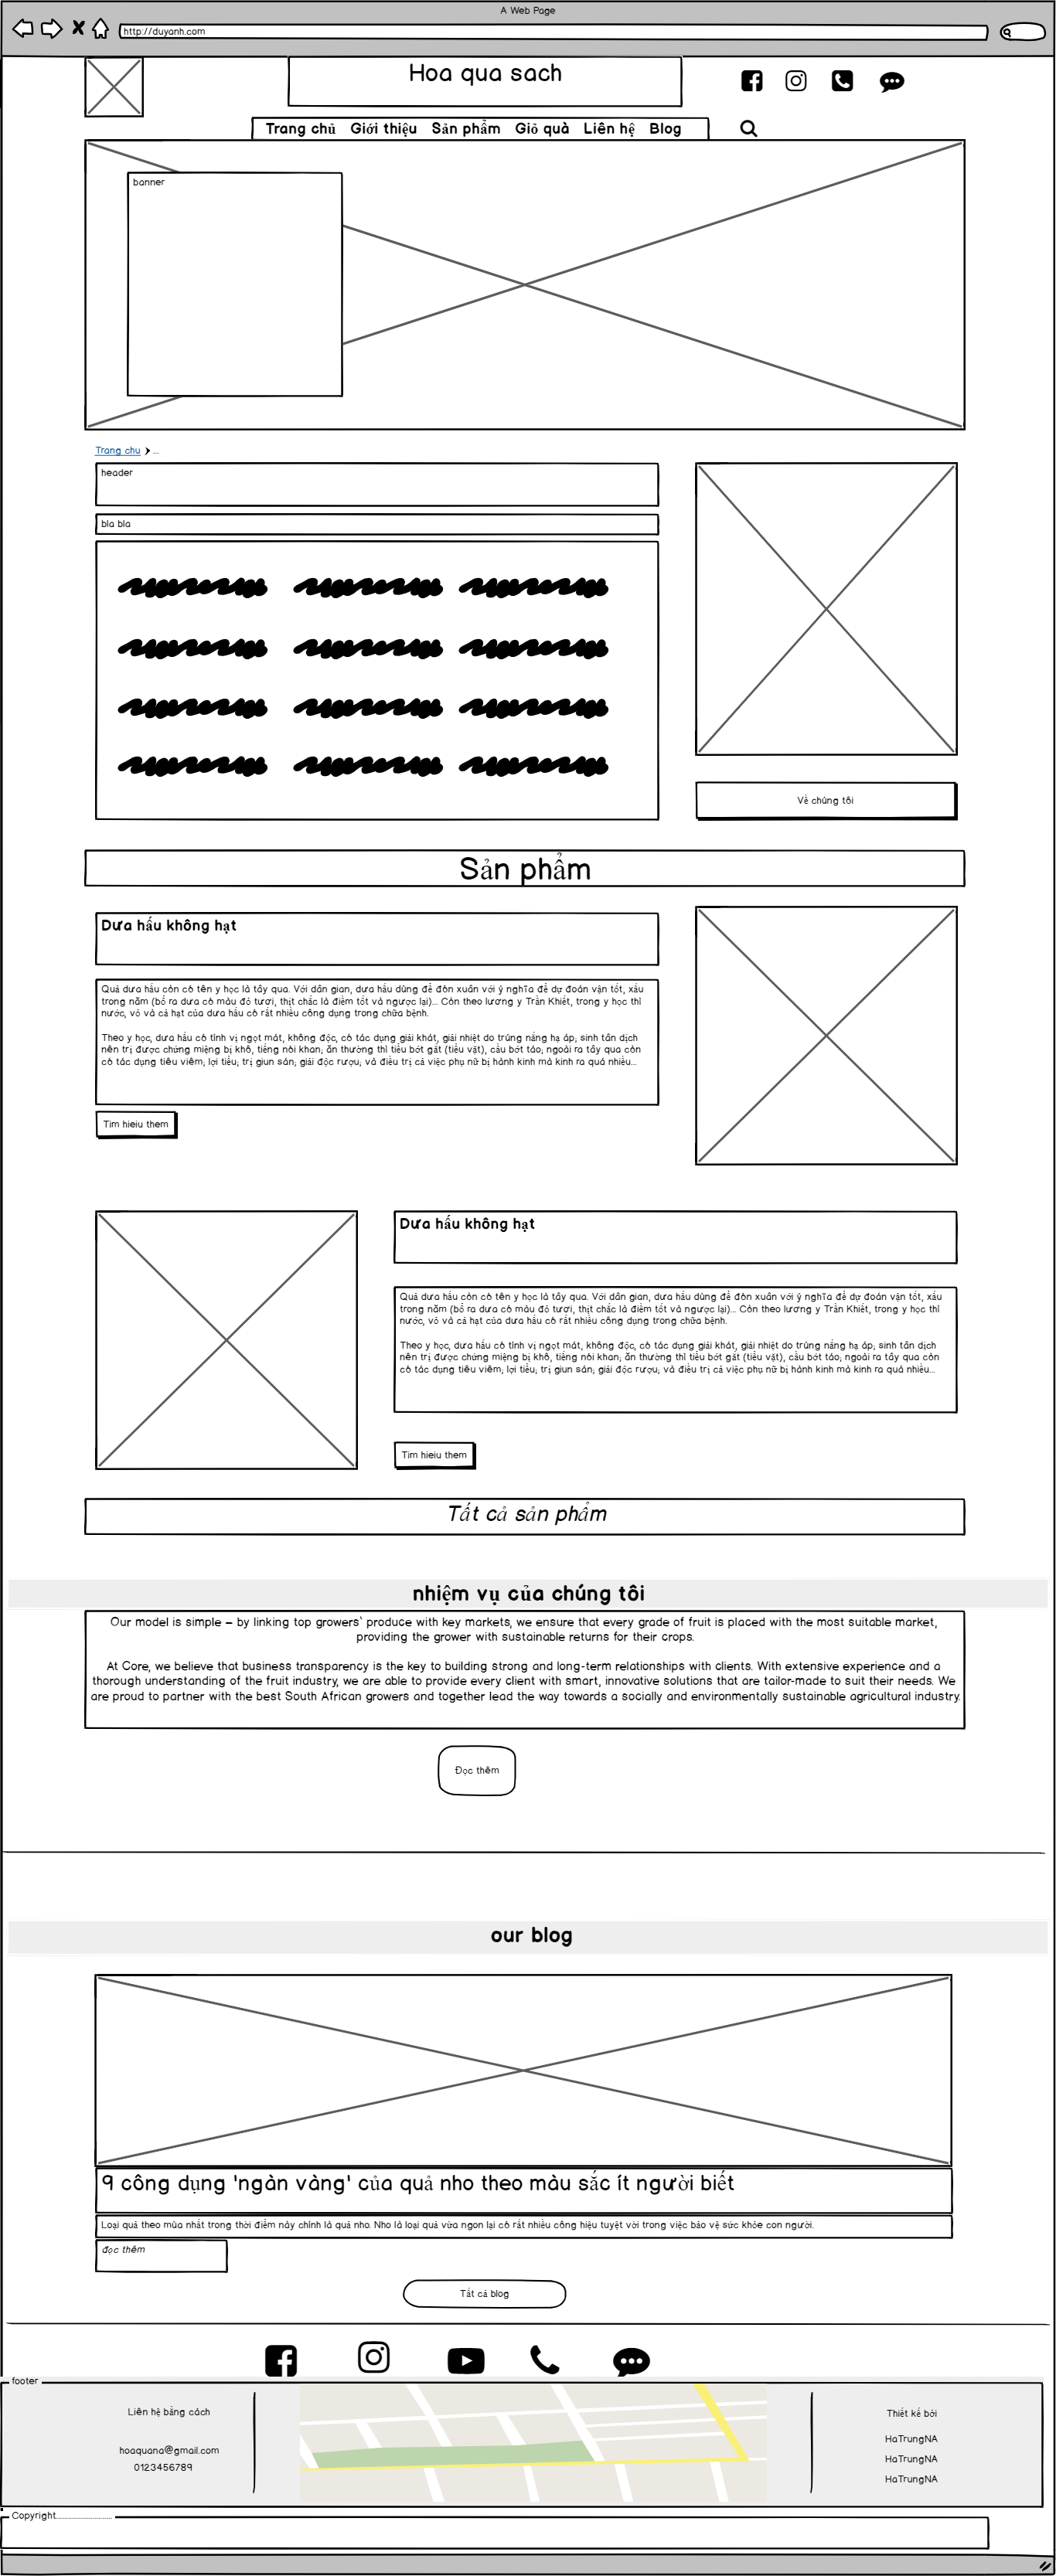 A Web Page
http://duyanh.com
Hoa qua sach
Trang chủ Giới thiệu Sản phẩm Giỏ quà Liên hệ Blog
banner
Trang chu ...
header
bla bla
Về chúng tôi
Sản phẩm
Dưa hấu không hạt
Quả dưa hấu còn có tên y học là tây qua. Với dân gian, dưa hấu dùng để đón xuân với ý nghĩa để dự đoán vận tốt, xấu
trong năm (bổ ra dưa có màu đỏ tươi, thịt chắc là điềm tốt và ngược lại)... Còn theo lương y Trần Khiết, trong y học thì
nước, vỏ và cả hạt của dưa hấu có rất nhiều công dụng trong chữa bệnh.
Theo y học, dưa hấu có tính vị ngọt mát, không độc, có tác dụng giải khát, giải nhiệt do trúng nắng hạ áp; sinh tân dịch
nên trị được chứng miệng bị khô, tiếng nói khan; ăn thường thì tiểu bớt gắt (tiểu vặt), cầu bớt táo; ngoài ra tây qua còn
có tác dụng tiêu viêm; lợi tiểu; trị giun sán; giải độc rượu; và điều trị cả việc phụ nữ bị hành kinh mà kinh ra quá nhiều...
Tim hieiu them
Dưa hấu không hạt
Quả dưa hấu còn có tên y học là tây qua. Với dân gian, dưa hấu dùng để đón xuân với ý nghĩa để dự đoán vận tốt, xấu
trong năm (bổ ra dưa có màu đỏ tươi, thịt chắc là điềm tốt và ngược lại)... Còn theo lương y Trần Khiết, trong y học thì
nước, vỏ và cả hạt của dưa hấu có rất nhiều công dụng trong chữa bệnh.
Theo y học, dưa hấu có tính vị ngọt mát, không độc, có tác dụng giải khát, giải nhiệt do trúng nắng hạ áp; sinh tân dịch
nên trị được chứng miệng bị khô, tiếng nói khan; ăn thường thì tiểu bớt gắt (tiểu vặt), cầu bớt táo; ngoài ra tây qua còn
có tác dụng tiêu viêm; lợi tiểu; trị giun sán; giải độc rượu; và điều trị cả việc phụ nữ bị hành kinh mà kinh ra quá nhiều...
Tim hieiu them
Tất cả sản phẩm
nhiệm vụ của chúng tôi
Our model is simple – by linking top growers' produce with key markets, we ensure that every grade of fruit is placed with the most suitable market,
providing the grower with sustainable returns for their crops.
At Core, we believe that business transparency is the key to building strong and long-term relationships with clients. With extensive experience and a
thorough understanding of the fruit industry, we are able to provide every client with smart, innovative solutions that are tailor-made to suit their needs. We
are proud to partner with the best South African growers and together lead the way towards a socially and environmentally sustainable agricultural industry.
Đọc thêm
our blog
9 công dụng 'ngàn vàng' của quả nho theo màu sắc ít người biết
Loại quả theo mùa nhất trong thời điểm này chính là quả nho. Nho là loại quả vừa ngon lại có rất nhiều công hiệu tuyệt vời trong việc bảo vệ sức khỏe con người.
đọc thêm
Tất cả blog
footer
Liên hệ bằng cách
hoaquana@gmail.com
0123456789
Thiết kế bởi
HaTrungNA
HaTrungNA
HaTrungNA
Copyright..............................